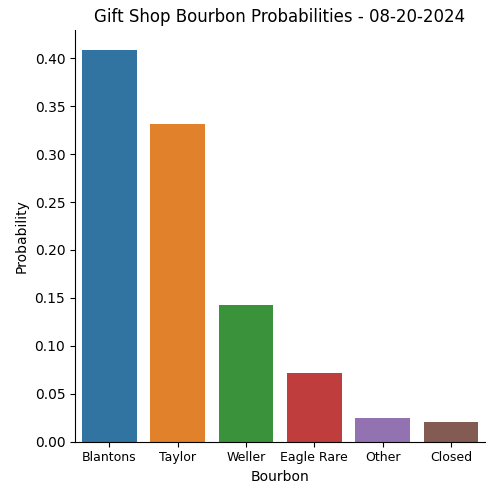 Gift Shop Bourbon Probabilities - 08-20-2024
0.40
0.35
0.30
0.25
0.20
0.15
0.10
0.05
0.00
Probability
Blantons Taylor Weller Eagle Rare Other Closed
Bourbon